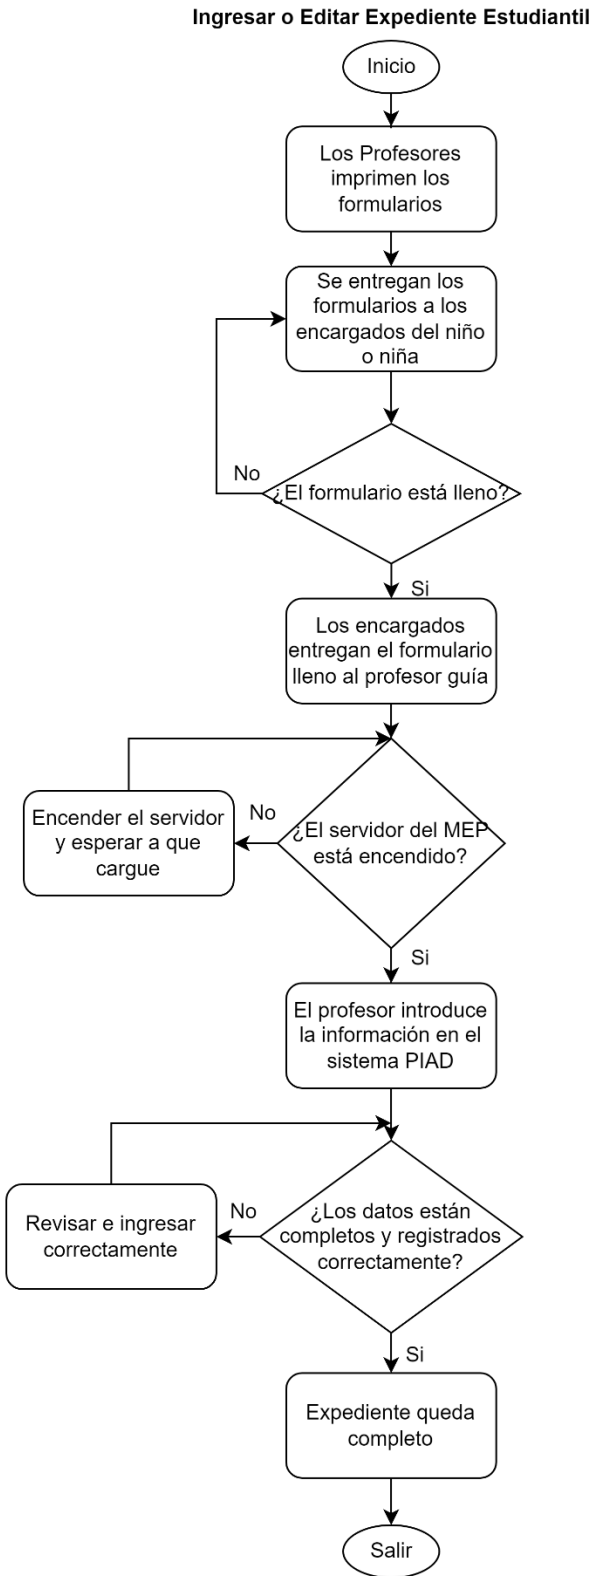 Ingresar o Editar Expediente Estudiantil
Inicio
Los Profesores
imprimen los
formularios
Se entregan los
formularios a los
encargados del niño
o niña
No
¿El formulario está lleno?
Si
Los encargados
entregan el formulario
lleno al profesor guía
Encender el servidor
y esperar a que
cargue
No
¿El servidor del MEP
está encendido?
Si
El profesor introduce
la información en el
sistema PIAD
Revisar e ingresar
correctamente
No
¿Los datos están
completos y registrados
correctamente?
Si
Expediente queda
completo
Salir